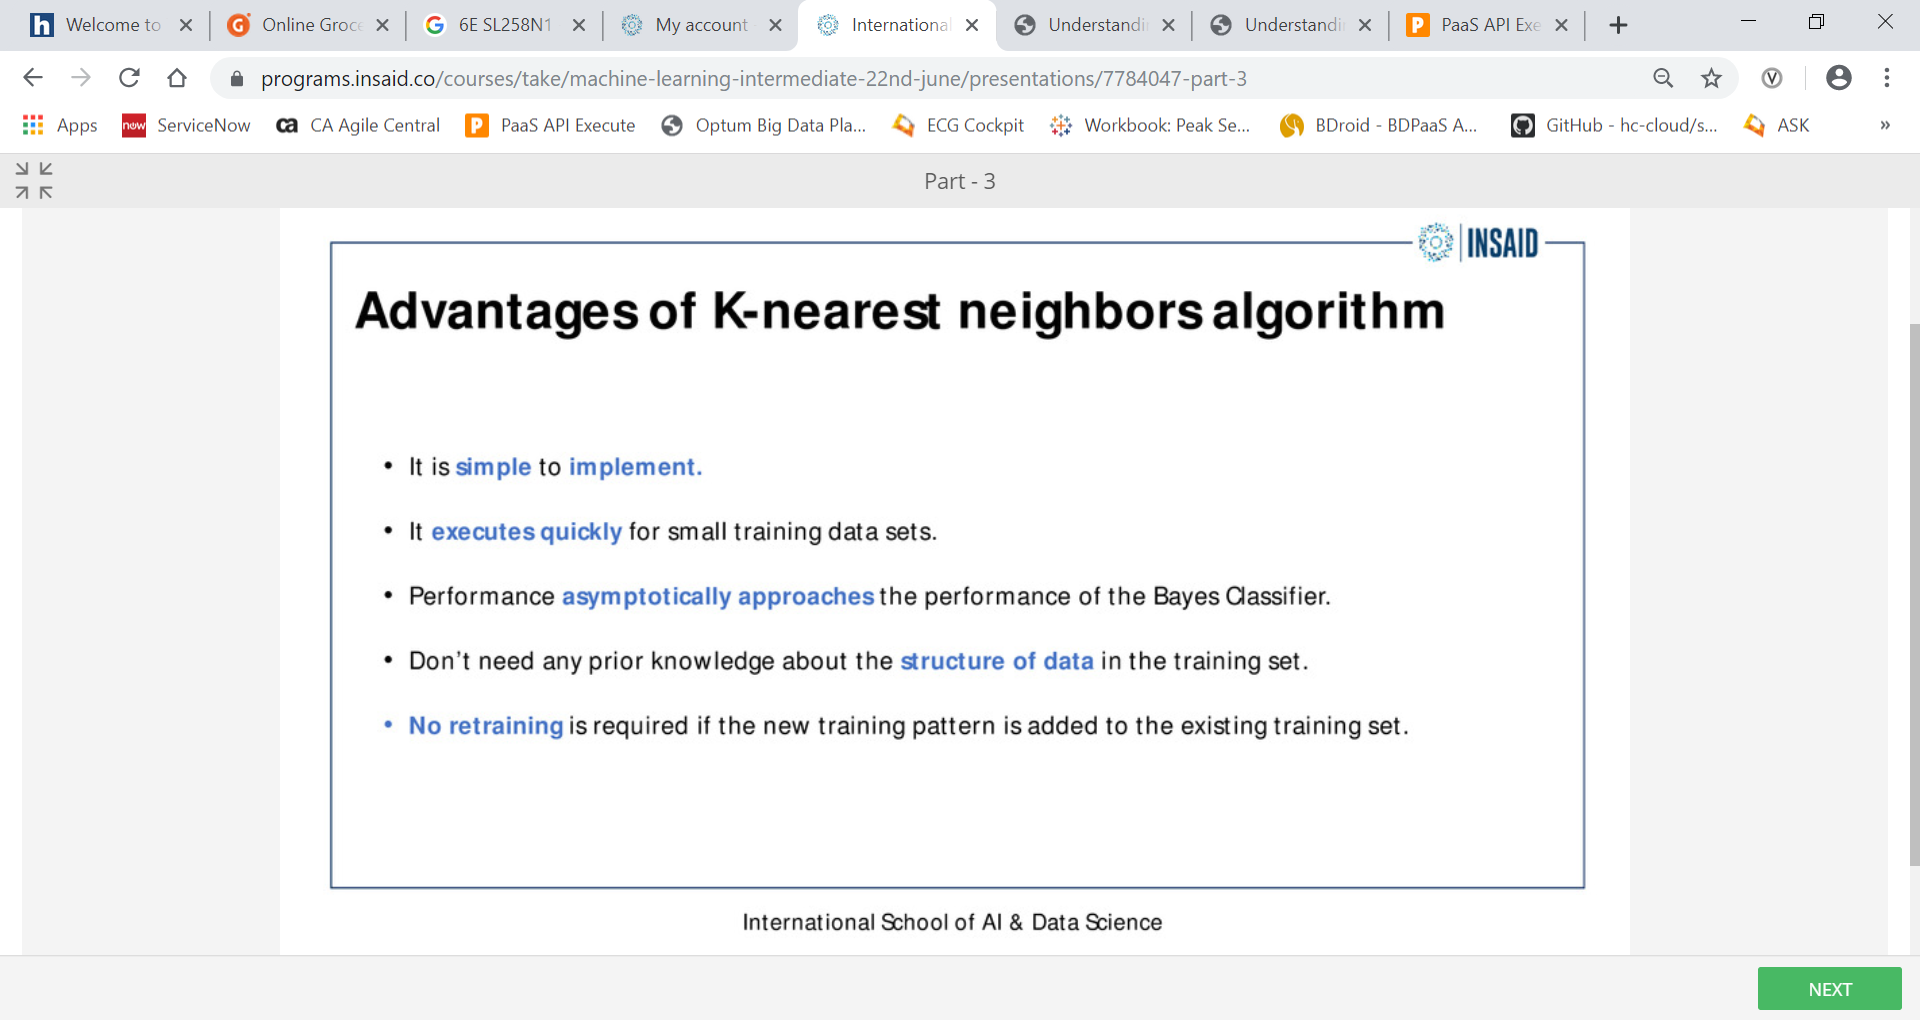 Welcome to
Online Groce
6E SL258N1
My account
International
Understandin
Understandin
PaaS API Exe
programs.insaid.co/courses/take/machine-learning-intermediate-22nd-june/presentations/7784047-part-3
Apps
now ServiceNow
ca CA Agile Central
P PaaS API Execute
Optum Big Data Pla...
ECG Cockpit
Workbook: Peak Se...
BDroid - BDPaaS A...
GitHub - hc-cloud/s...
ASK
»
Part - 3
INSAID
Advantages of K-nearest neighbors algorithm
• It is simple to implement.
• It executes quickly for small training data sets.
• Performance asymptotically approaches the performance of the Bayes Classifier.
• Don't need any prior knowledge about the structure of data in the training set.
• No retraining is required if the new training pattern is added to the existing training set.
International School of AI & Data Science
NEXT